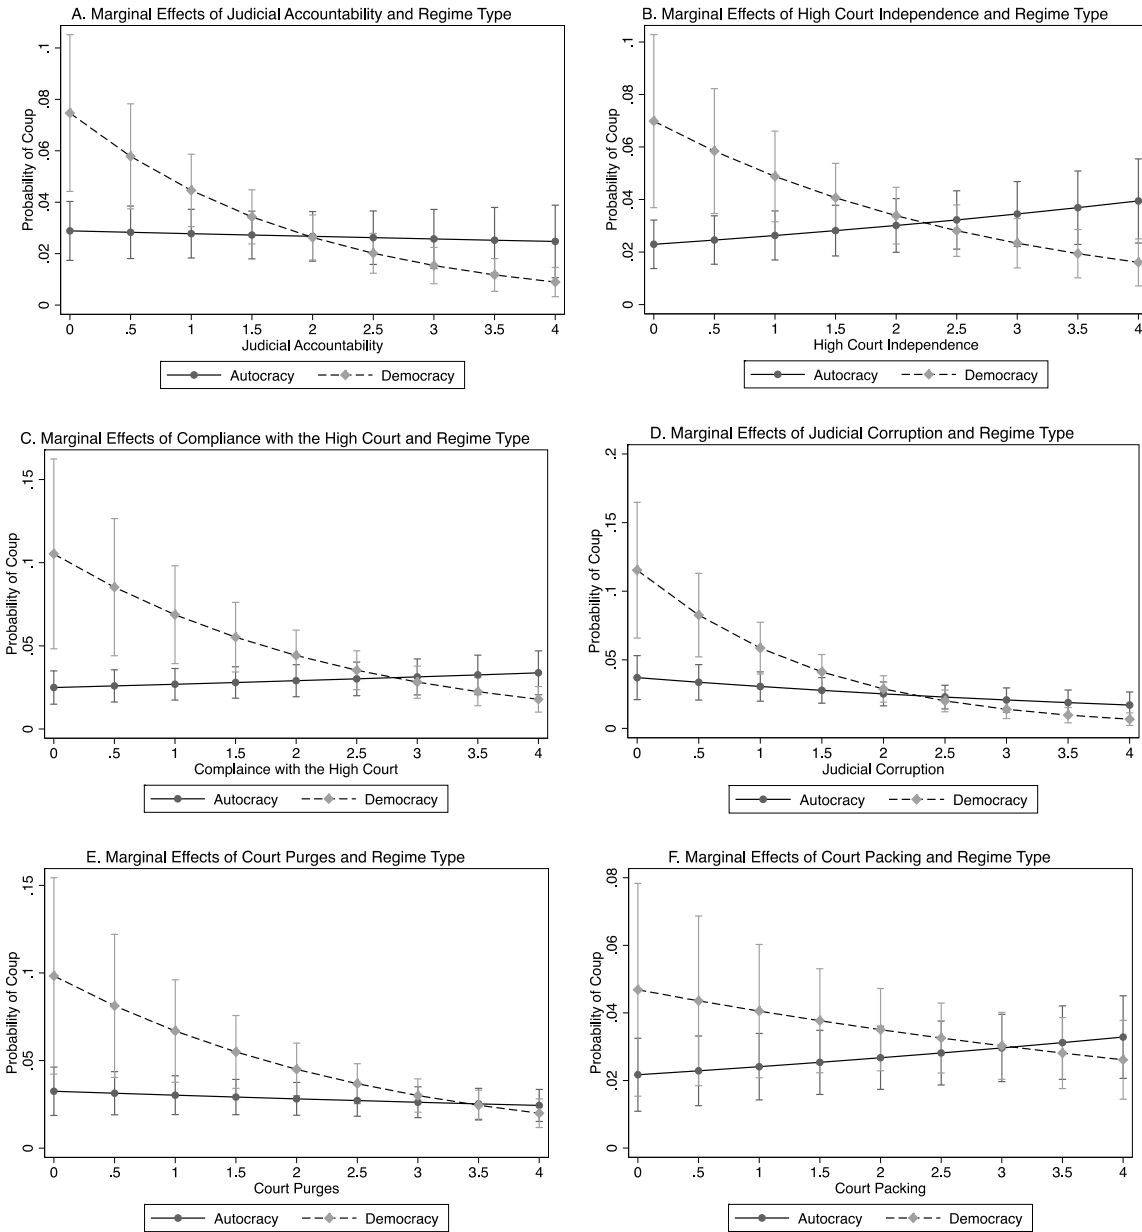 A. Marginal Effects of Judicial Accountability and Regime Type
Probability of Coup
0 .02 .04 .06 .08 .1
0 .5 1 1.5 2 2.5 3 3.5 4
Judicial Accountability
Autocracy Democracy
B. Marginal Effects of High Court Independence and Regime Type
Probability of Coup
0 .02 .04 .06 .08 .1
0 .5 1 1.5 2 2.5 3 3.5 4
High Court Independence
Autocracy Democracy
C. Marginal Effects of Compliance with the High Court and Regime Type
Probability of Coup
0 .05 .1 .15
0 .5 1 1.5 2 2.5 3 3.5 4
Complaince with the High Court
Autocracy Democracy
D. Marginal Effects of Judicial Corruption and Regime Type
Probability of Coup
0 .05 .1 .15 .2
0 .5 1 1.5 2 2.5 3 3.5 4
Judicial Corruption
Autocracy Democracy
E. Marginal Effects of Court Purges and Regime Type
Probability of Coup
0 .05 .1 .15
0 .5 1 1.5 2 2.5 3 3.5 4
Court Purges
Autocracy Democracy
F. Marginal Effects of Court Packing and Regime Type
Probability of Coup
0 .02 .04 .06 .08
0 .5 1 1.5 2 2.5 3 3.5 4
Court Packing
Autocracy Democracy